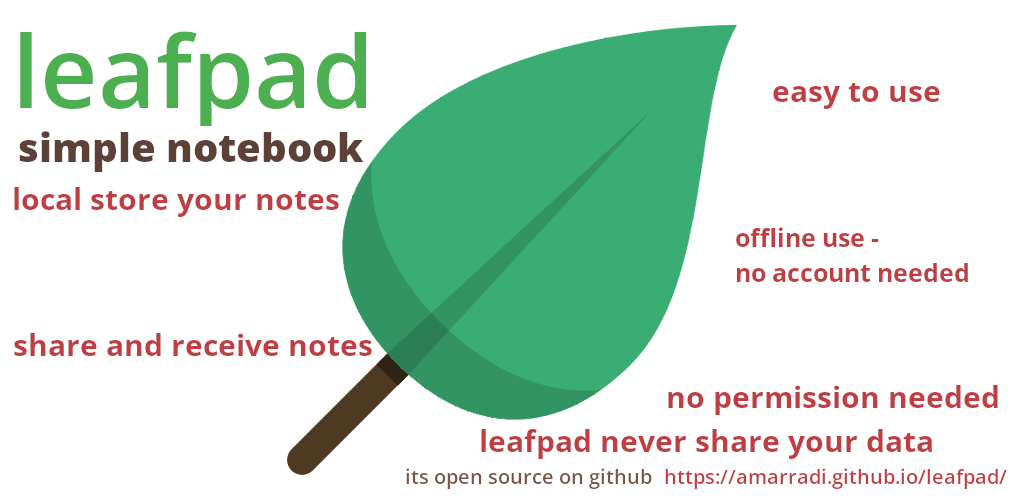 leafpad
simple notebook
local store your notes
easy to use
offline use -
no account needed
share and receive notes
no permission needed
leafpad never share your data
its open source on github https://amarradi.github.io/leafpad/